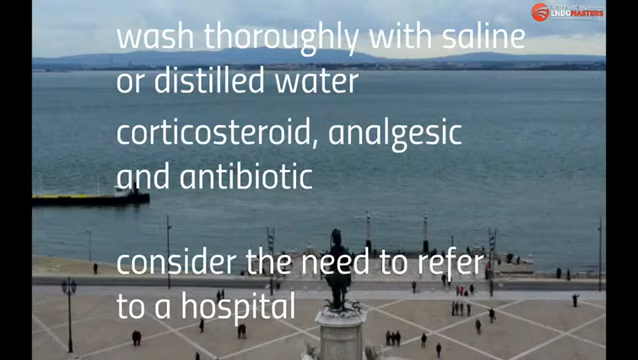 ENDOMASTERS
wash thoroughly with saline
or distilled water
corticosteroid, analgesic
and antibiotic
consider the need to refer
to a hospital